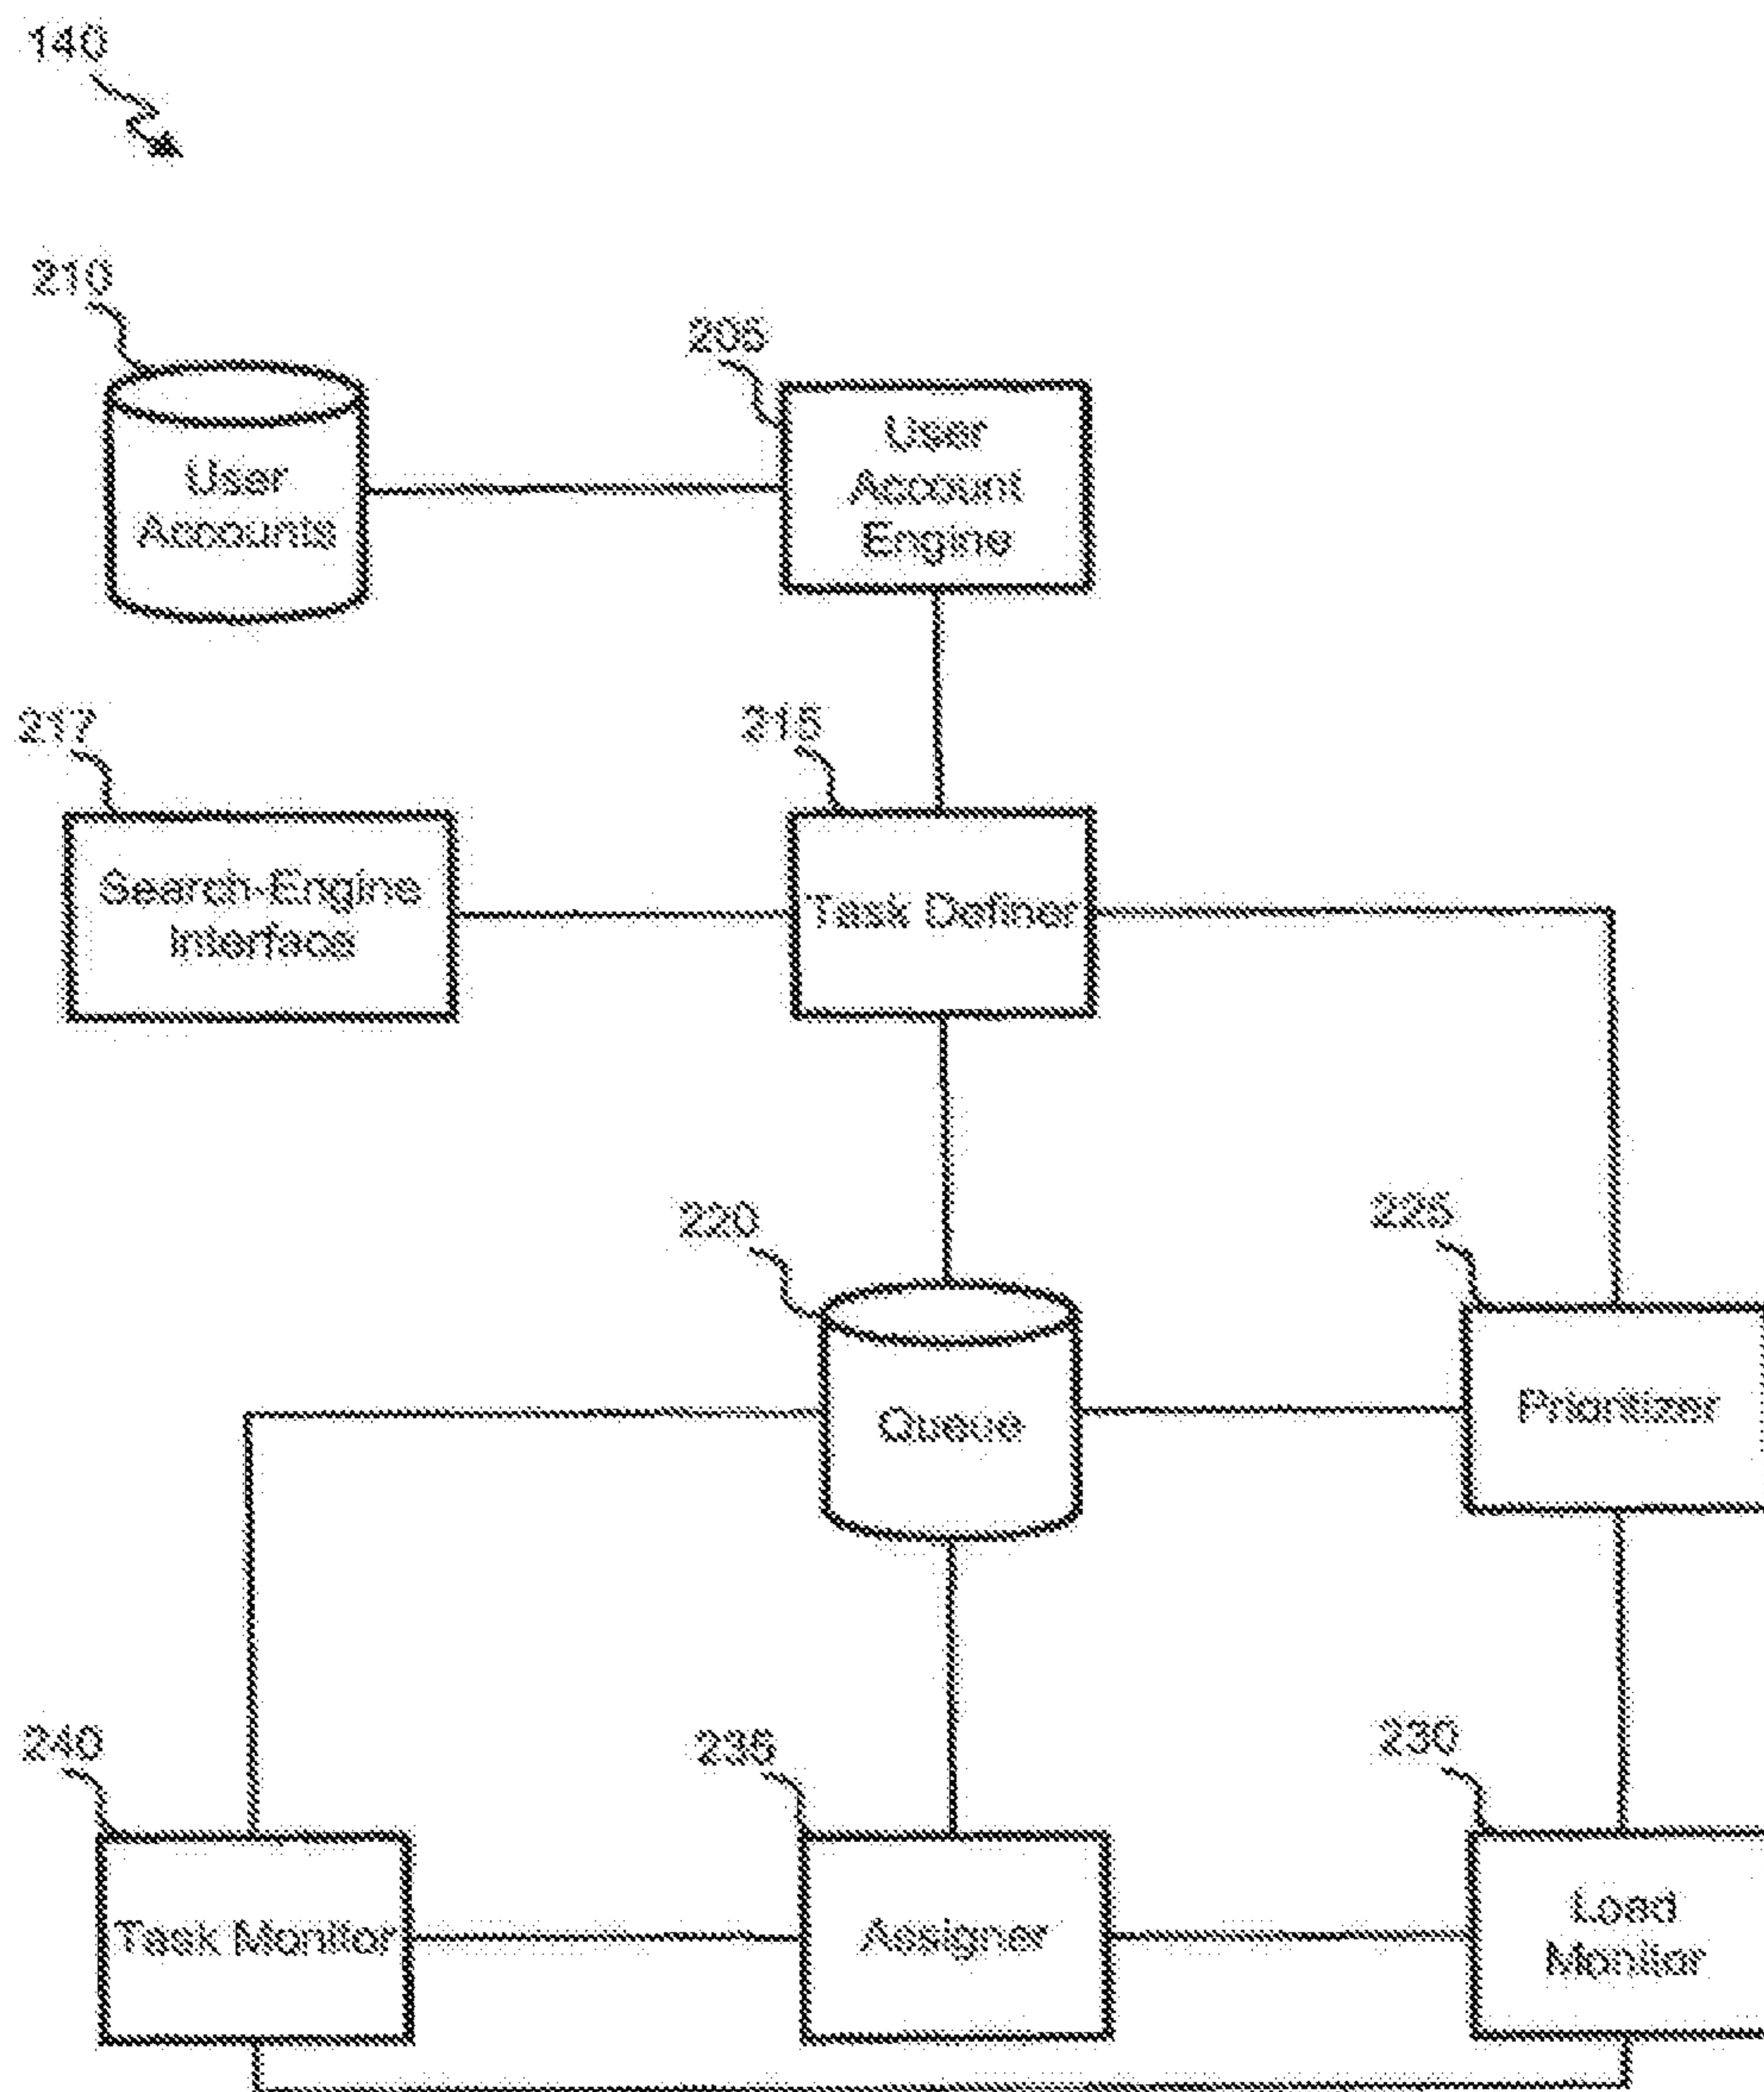 140
210
205
User
Accounts
User
Account
Engine
217
215
Search-Engine
Interface
Task Definer
220
225
Queue
Prioritizer
240
235
230
Task Monitor
Assigner
Load
Monitor